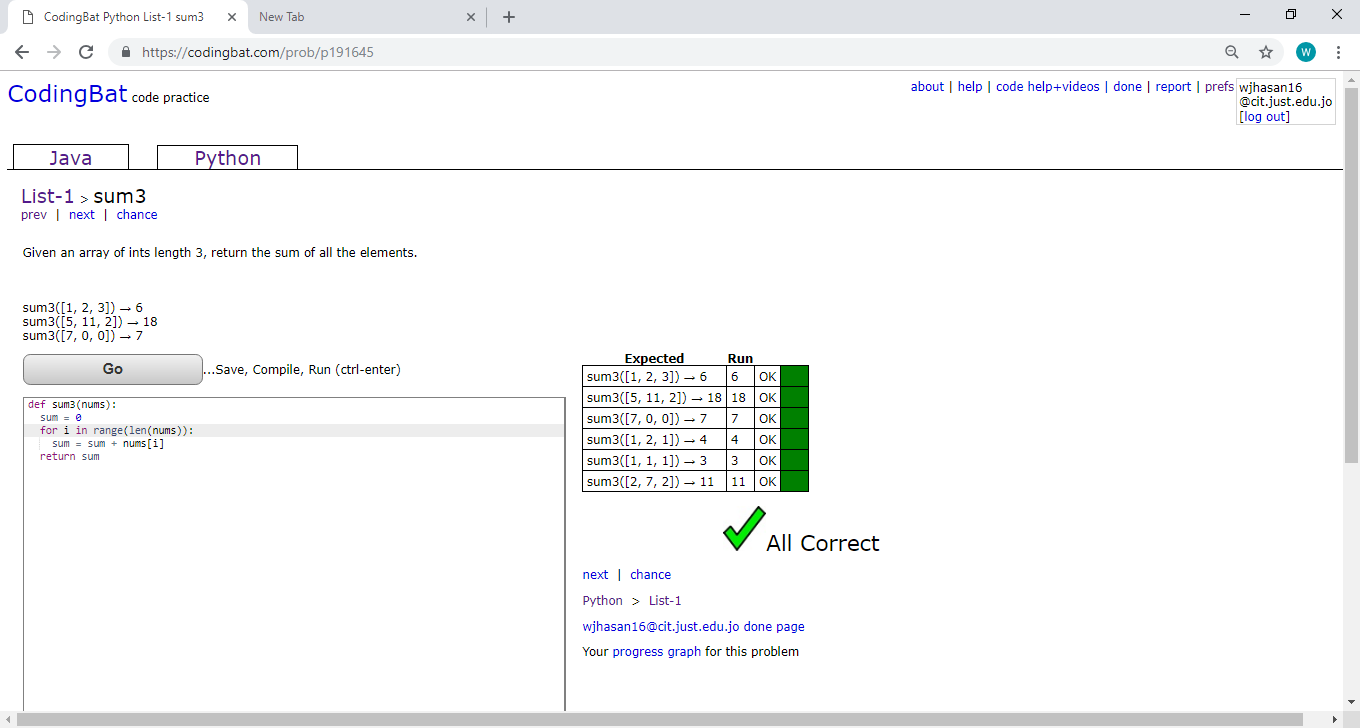 CodingBat Python List-1 sum3
New Tab
https://codingbat.com/prob/p191645
W
CodingBat code practice
about | help | code help+videos | done | report | prefs
wjhasan16
@cit.just.edu.jo
[log out]
Java
Python
List-1 > sum3
prev | next | chance
Given an array of ints length 3, return the sum of all the elements.
sum3([1, 2, 3]) → 6
sum3([5, 11, 2]) → 18
sum3([7, 0, 0]) → 7
Go
...Save, Compile, Run (ctrl-enter)
def sum3(nums):
  sum = 0
  for i in range(len(nums)):
    sum = sum + nums[i]
  return sum
Expected Run
sum3([1, 2, 3]) → 6 6 OK
sum3([5, 11, 2]) → 18 18 OK
sum3([7, 0, 0]) → 7 7 OK
sum3([1, 2, 1]) → 4 4 OK
sum3([1, 1, 1]) → 3 3 OK
sum3([2, 7, 2]) → 11 11 OK
All Correct
next | chance
Python > List-1
wjhasan16@cit.just.edu.jo done page
Your progress graph for this problem